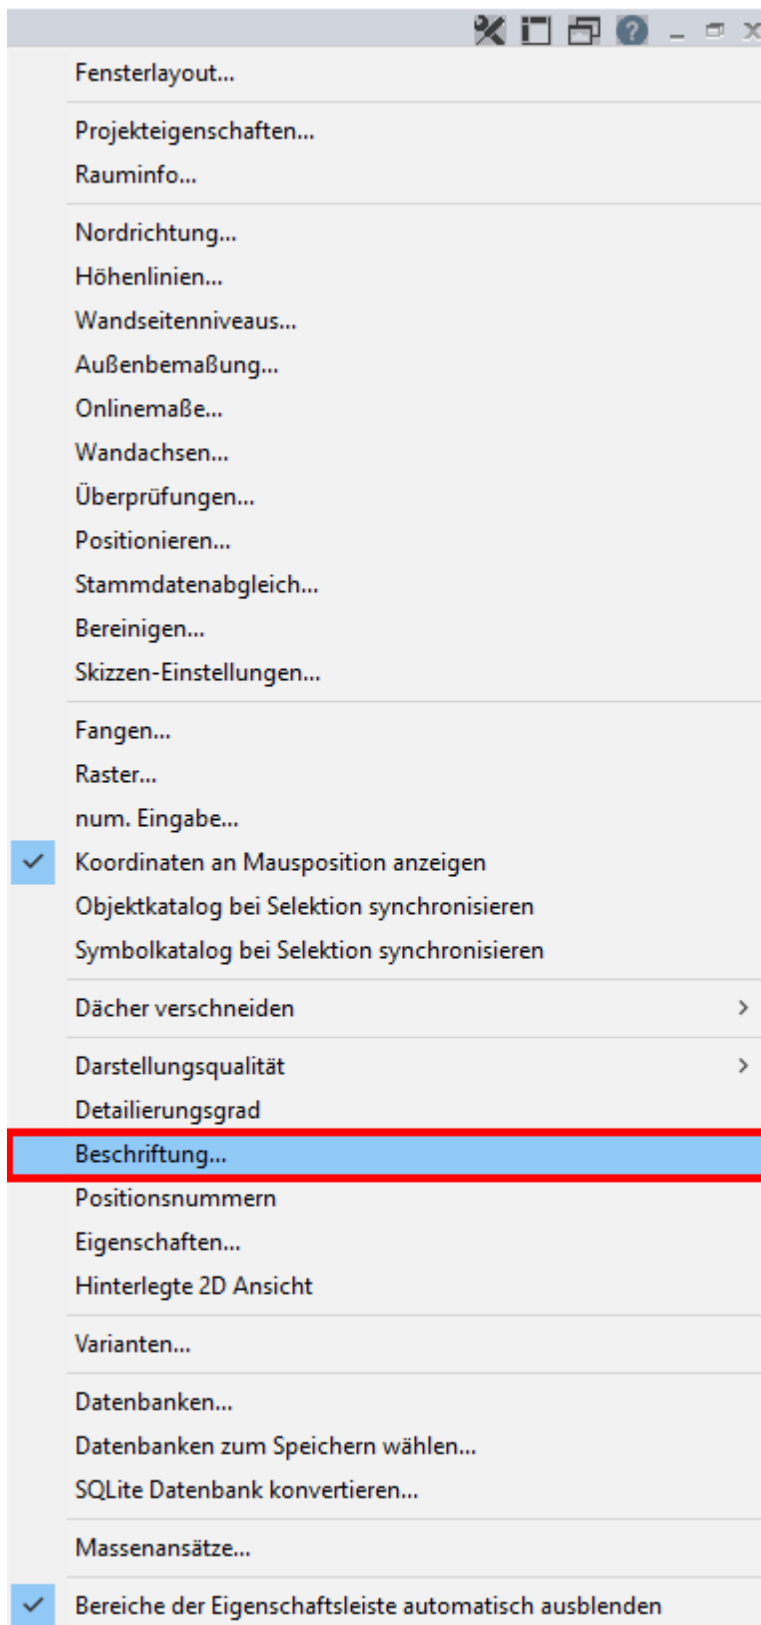 Fensterlayout...
Projekteigenschaften...
Rauminfo...
Nordrichtung...
Höhenlinien...
Wandseitenniveaus...
Außenbemaßung...
Onlinemaße...
Wandachsen...
Überprüfungen...
Positionieren...
Stammdatenabgleich...
Bereinigen...
Skizzen-Einstellungen...
Fangen...
Raster...
num. Eingabe...
Koordinaten an Mausposition anzeigen
Objektkatalog bei Selektion synchronisieren
Symbolkatalog bei Selektion synchronisieren
Dächer verschneiden
Darstellungsqualität
Detailierungsgrad
Beschriftung...
Positionsnummern
Eigenschaften...
Hinterlegte 2D Ansicht
Varianten...
Datenbanken...
Datenbanken zum Speichern wählen...
SQLite Datenbank konvertieren...
Massenansätze...
Bereiche der Eigenschaftsleiste automatisch ausblenden